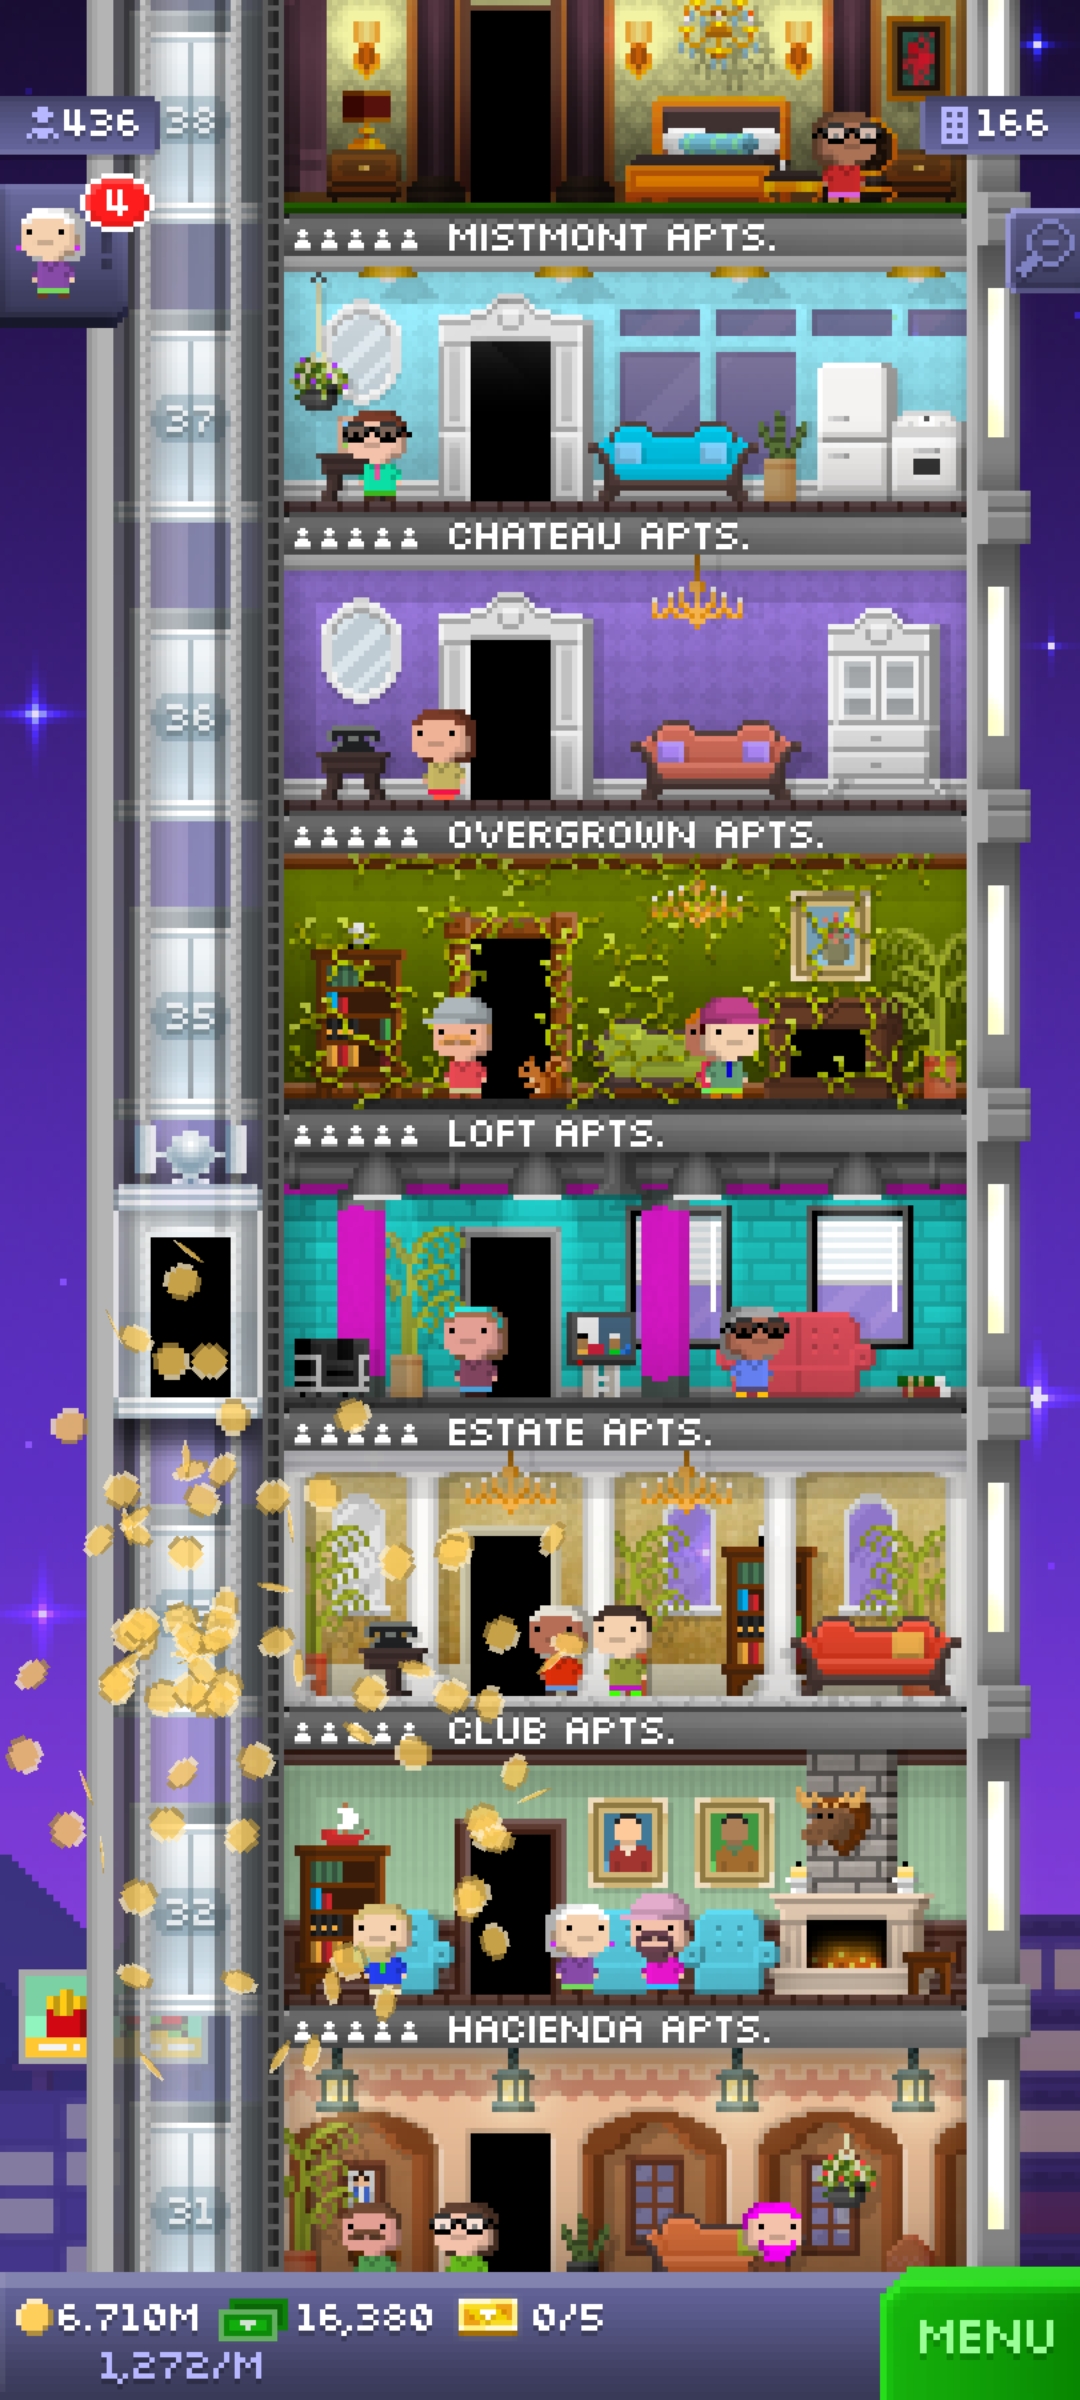 436
38
166
4
MISTMONT APTS.
37
CHATEAU APTS.
36
OVERGROWN APTS.
35
LOFT APTS.
ESTATE APTS.
CLUB APTS.
32
HACIENDA APTS.
31
6.710M 16,380 0/5
1,272/M
MENU